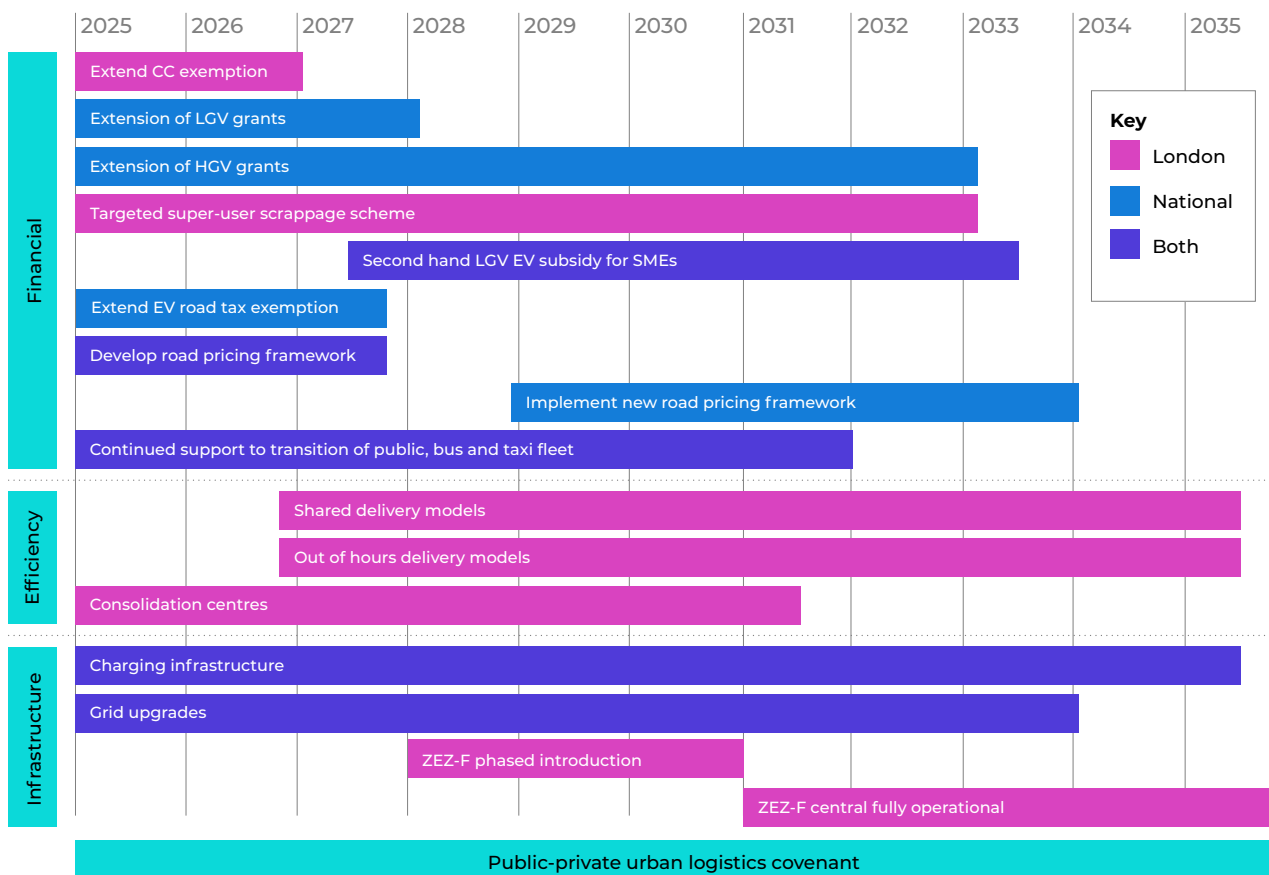 2025 2026 2027 2028 2029 2030 2031 2032 2033 2034 2035
Financial
Extend CC exemption
Extension of LGV grants
Extension of HGV grants
Targeted super-user scrappage scheme
Second hand LGV EV subsidy for SMEs
Extend EV road tax exemption
Develop road pricing framework
Implement new road pricing framework
Continued support to transition of public, bus and taxi fleet
Key
London
National
Both
Efficiency
Shared delivery models
Out of hours delivery models
Consolidation centres
Infrastructure
Charging infrastructure
Grid upgrades
ZEZ-F phased introduction
ZEZ-F central fully operational
Public-private urban logistics covenant